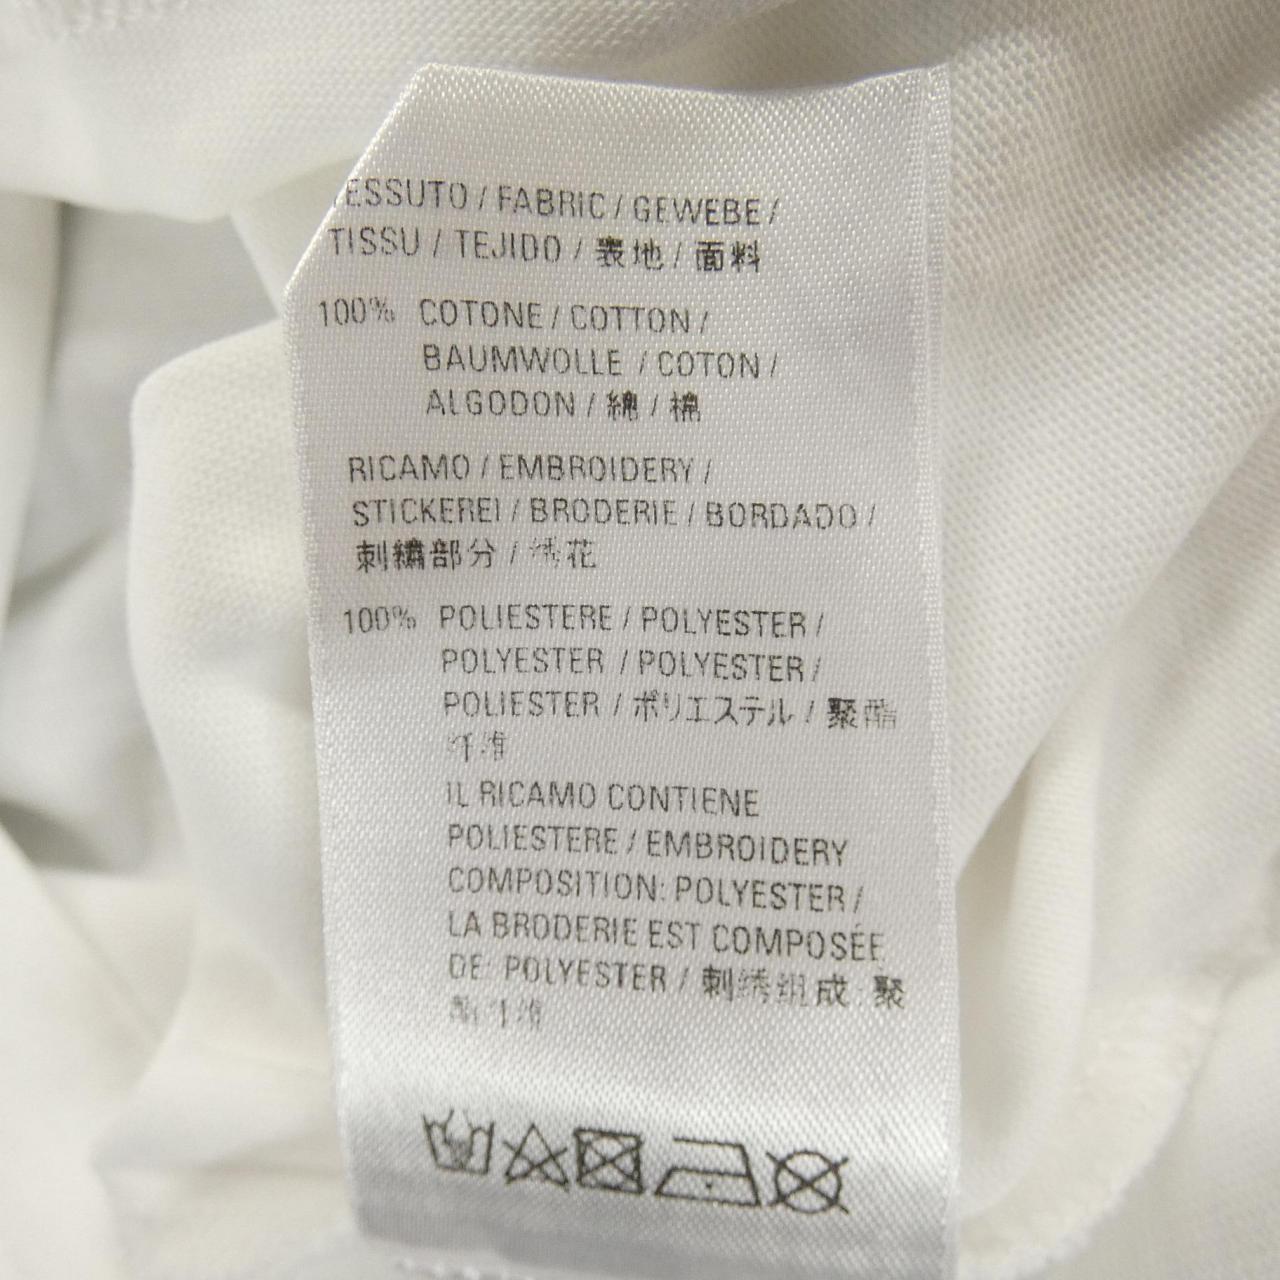 TESSUTO / FABRIC / GEWEBE /
TISSU / TEJIDO / 表地 / 面料
100% COTONE / COTTON /
BAUMWOLLE / COTON /
ALGODON / 綿 / 棉
RICAMO / EMBROIDERY /
STICKEREI / BRODERIE / BORDADO /
刺繍部分 / 绣花
100% POLIESTERE / POLYESTER /
POLYESTER / POLYESTER /
POLIESTER / ポリエステル / 聚酯
纤维
IL RICAMO CONTIENE
POLIESTERE / EMBROIDERY
COMPOSITION: POLYESTER /
LA BRODERIE EST COMPOSÉE
DE: POLYESTER / 刺绣组成:聚
酯纤维